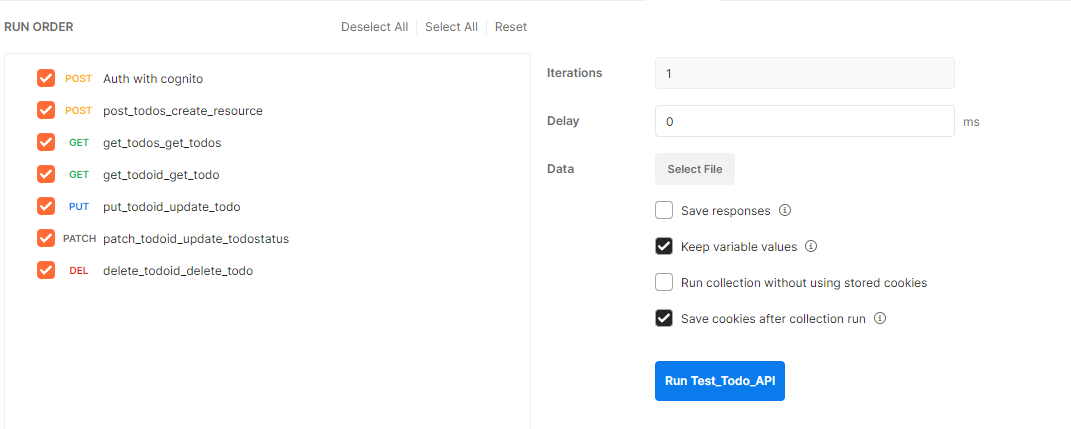 RUN ORDER
Deselect All
Select All
Reset
POST Auth with cognito
POST post_todos_create_resource
GET get_todos_get_todos
GET get_todoid_get_todo
PUT put_todoid_update_todo
PATCH patch_todoid_update_todostatus
DEL delete_todoid_delete_todo
Iterations 1
Delay 0 ms
Data Select File
Save responses
Keep variable values
Run collection without using stored cookies
Save cookies after collection run
Run Test_Todo_API